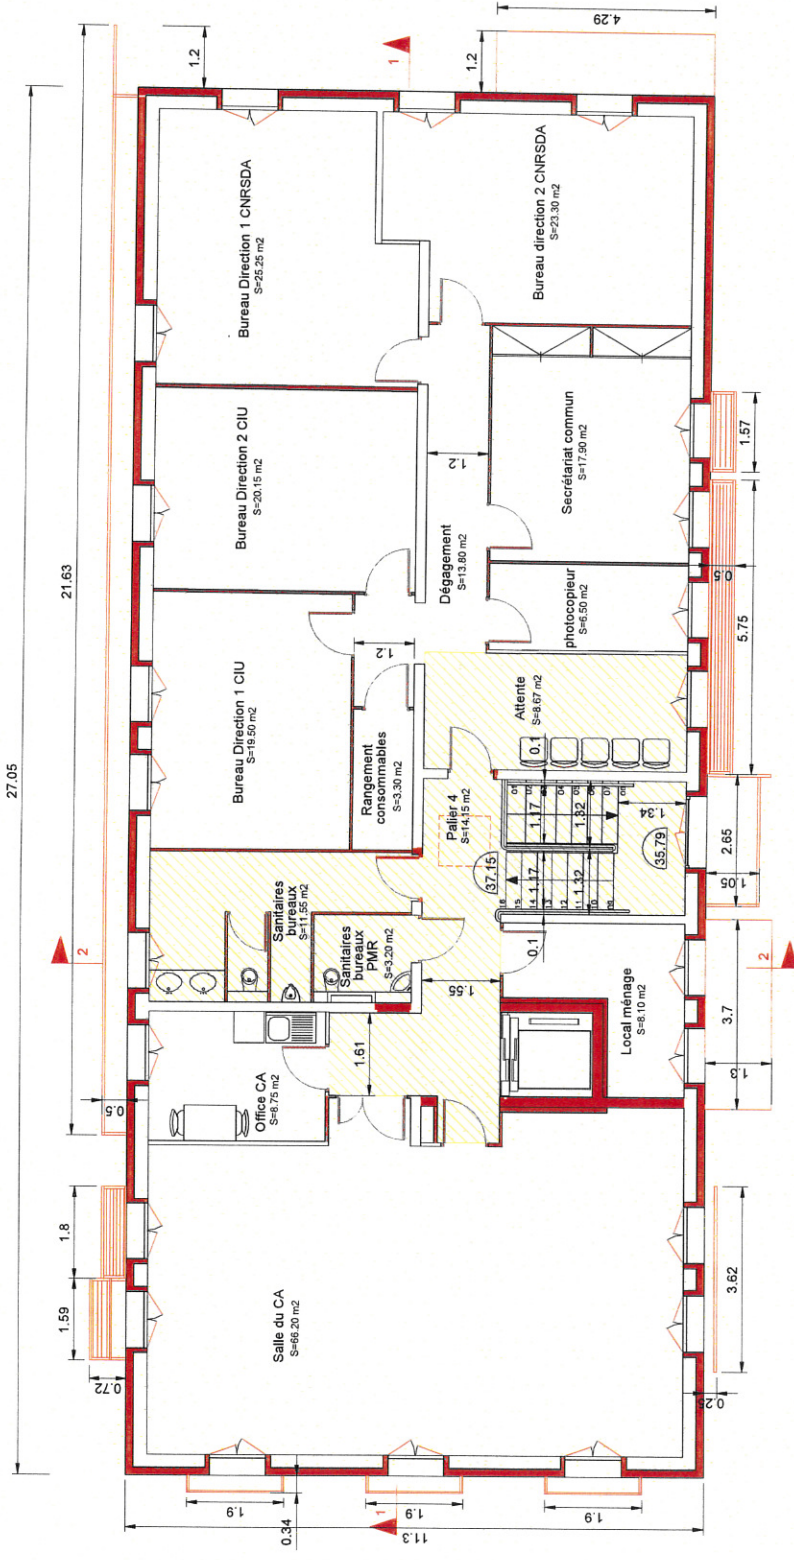 27.05
21.63
1.2
1
1.2
4.29
Bureau Direction 1 CNRSDA
S=25.25 m2
Bureau direction 2 CNRSDA
S=23.30 m2
Bureau Direction 2 CIU
S=20.15 m2
1.2
Secrétariat commun
S=17.90 m2
1.57
Dégagement
S=13.80 m2
Bureau Direction 1 CIU
S=19.50 m2
1.2
photocopieur
S=6.50 m2
0.5
5.75
Rangement
consommables
S=3.30 m2
Attente
S=8.67 m2
0.1
Palier 4
S=14.15 m2
1.17
1.32
1.34
37.15
1.17
1.32
35.79
2.65
1.05
0.1
2
Sanitaires
bureaux
S=11.55 m2
Sanitaires
bureaux
PMR
S=3.20 m2
1.55
Local ménage
S=8.10 m2
2
3.7
1.3
Office CA
S=8.75 m2
1.61
0.5
1.8
1.59
0.72
Salle du CA
S=66.20 m2
3.62
0.25
0.34
1.9
1.9
1.9
1
11.3